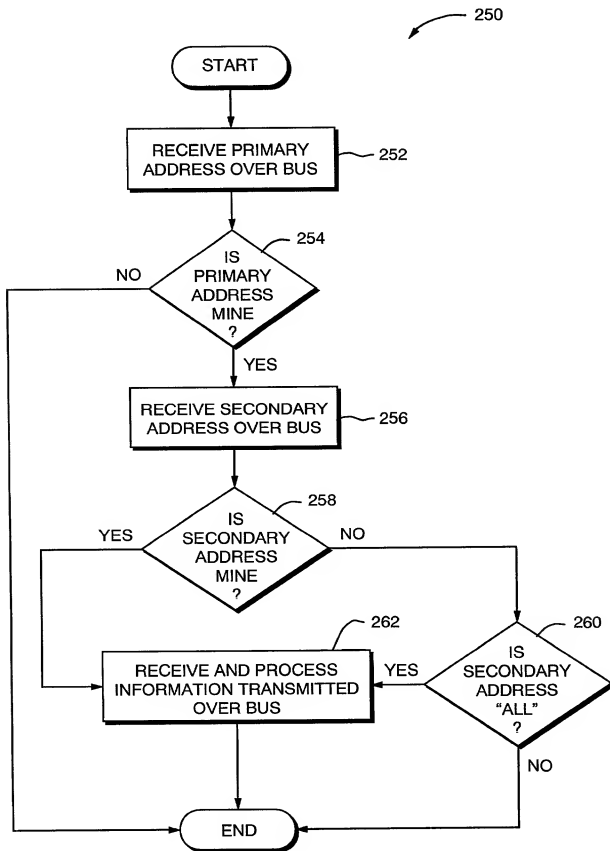 250
START
RECEIVE PRIMARY
ADDRESS OVER BUS
252
254
IS
PRIMARY
ADDRESS
MINE
?
NO
YES
RECEIVE SECONDARY
ADDRESS OVER BUS
256
258
IS
SECONDARY
ADDRESS
MINE
?
YES
NO
262
RECEIVE AND PROCESS
INFORMATION TRANSMITTED
OVER BUS
260
IS
SECONDARY
ADDRESS
“ALL”
?
YES
NO
END